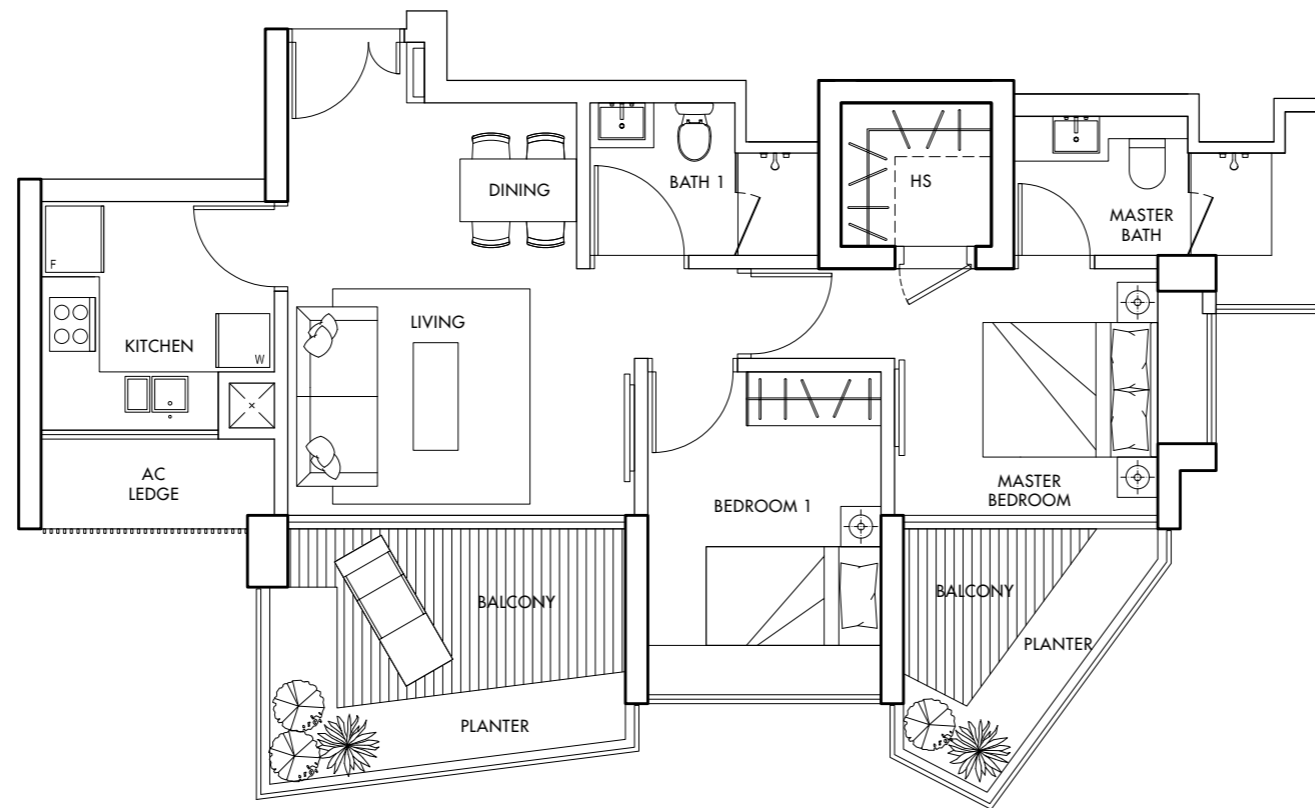 DINING
BATH 1
HS
MASTER
BATH
F
LIVING
KITCHEN
W
AC
LEDGE
MASTER
BEDROOM
BEDROOM 1
BALCONY
BALCONY
PLANTER
PLANTER